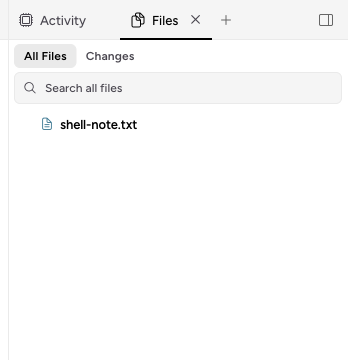 Activity
Files
All Files
Changes
Search all files
shell-note.txt